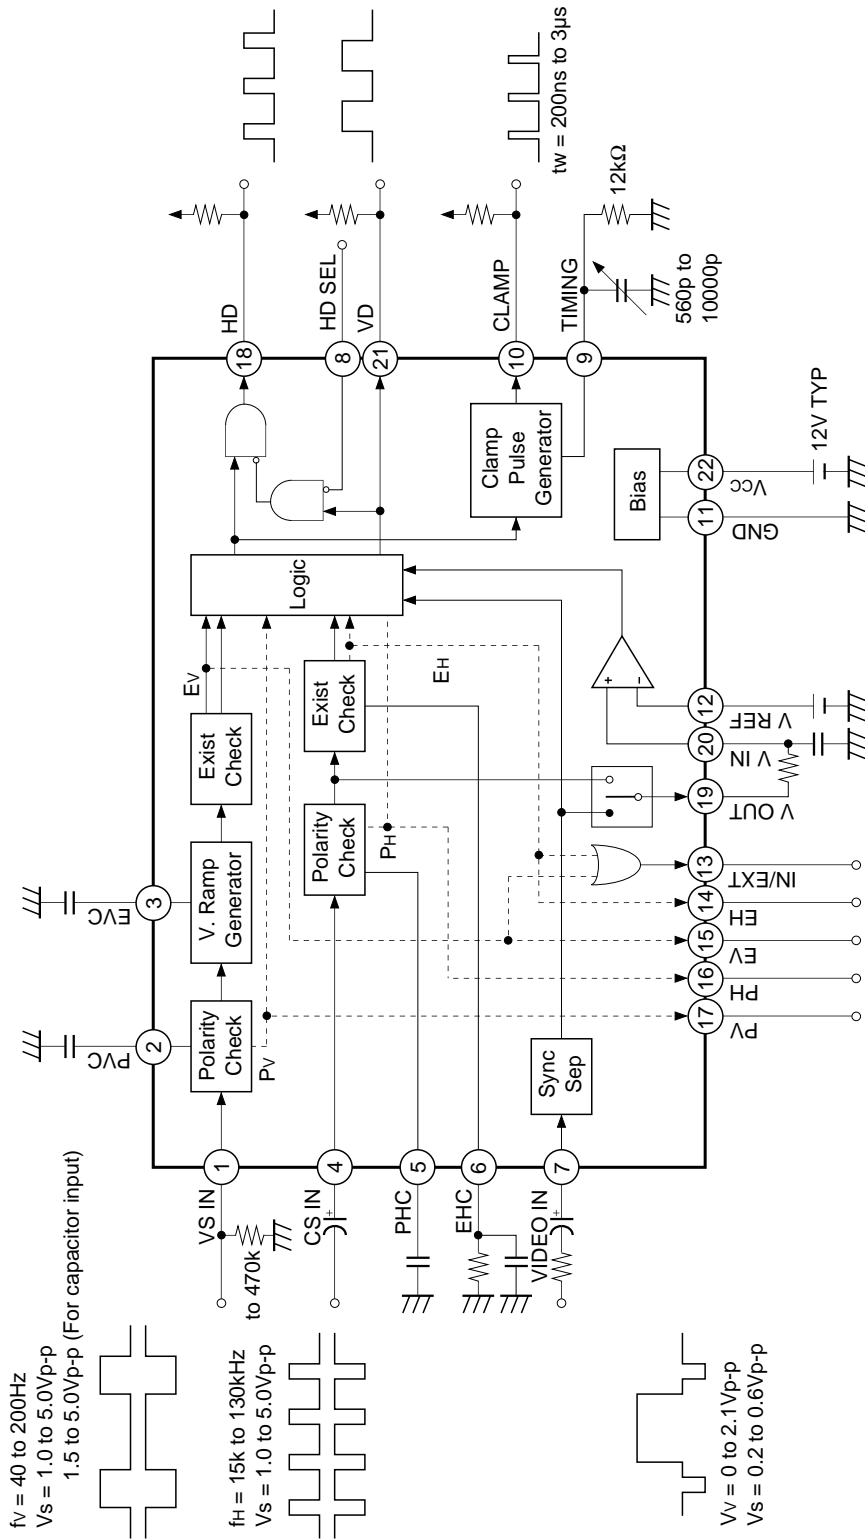 fV = 40 to 200Hz
VS = 1.0 to 5.0Vp-p
1.5 to 5.0Vp-p (For capacitor input)
fH = 15k to 130kHz
VS = 1.0 to 5.0Vp-p
VV = 0 to 2.1Vp-p
VS = 0.2 to 0.6Vp-p
VS IN
to 470k
CS IN
+
PHC
EHC
VIDEO IN
+
1
4
5
6
7
PVC
2
EVC
3
Polarity
Check
PV
V. Ramp
Generator
Exist
Check
EV
Polarity
Check
PH
Exist
Check
EH
Sync
Sep
Logic
Clamp
Pulse
Generator
Bias
+
−
17
PV
16
PH
15
EV
14
EH
13
IN/EXT
19
V OUT
20
V IN
12
V REF
11
GND
22
VCC
12V TYP
18
HD
8
HD SEL
21
VD
10
CLAMP
9
TIMING
560p to
10000p
12kΩ
tw = 200ns to 3μs